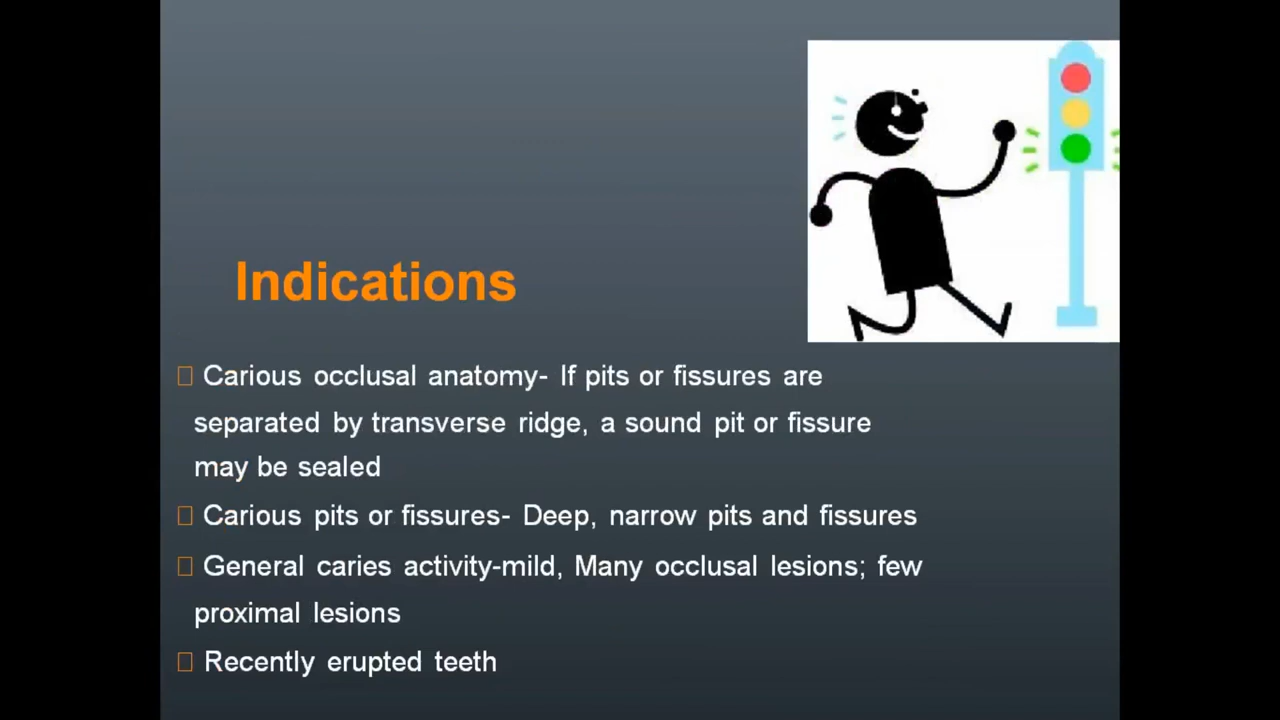 Indications
Carious occlusal anatomy- If pits or fissures are
separated by transverse ridge, a sound pit or fissure
may be sealed
Carious pits or fissures- Deep, narrow pits and fissures
General caries activity-mild, Many occlusal lesions; few
proximal lesions
Recently erupted teeth